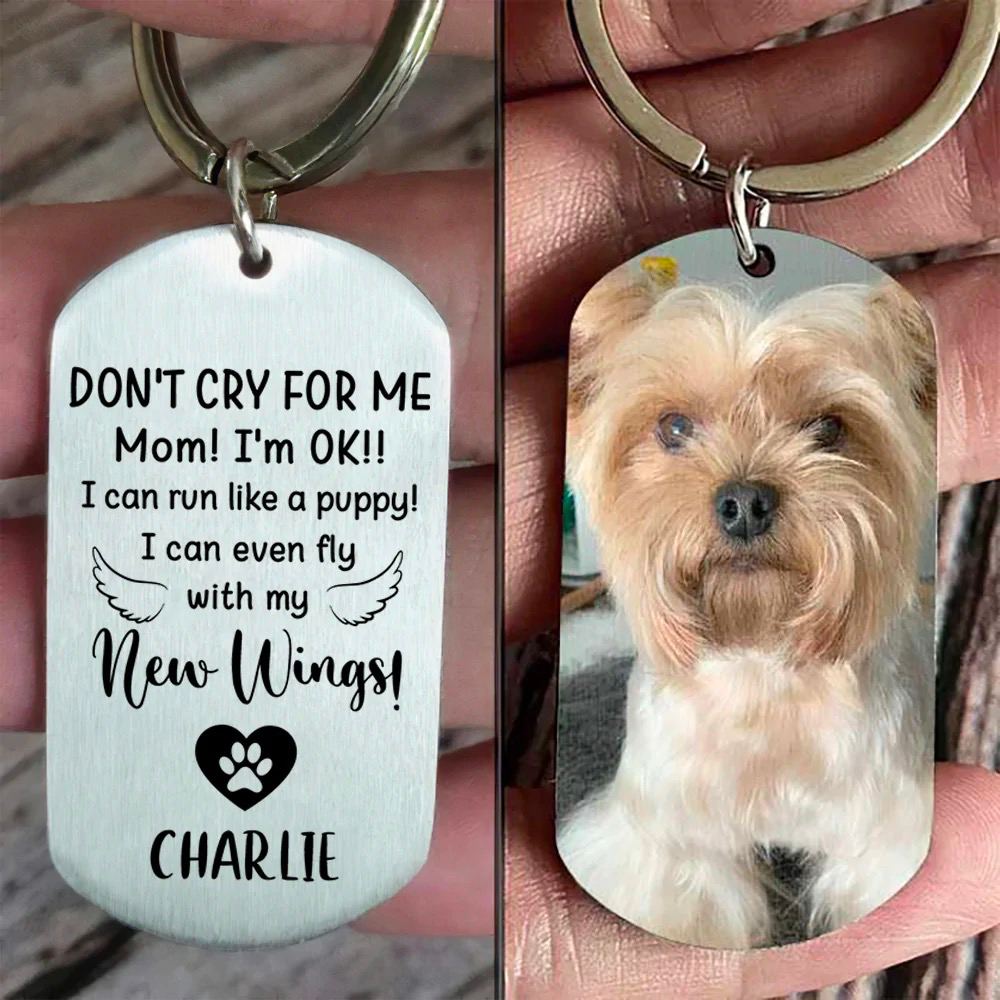 DON'T CRY FOR ME
Mom! I'm OK!!
I can run like a puppy!
I can even fly
with my
New Wings!
CHARLIE